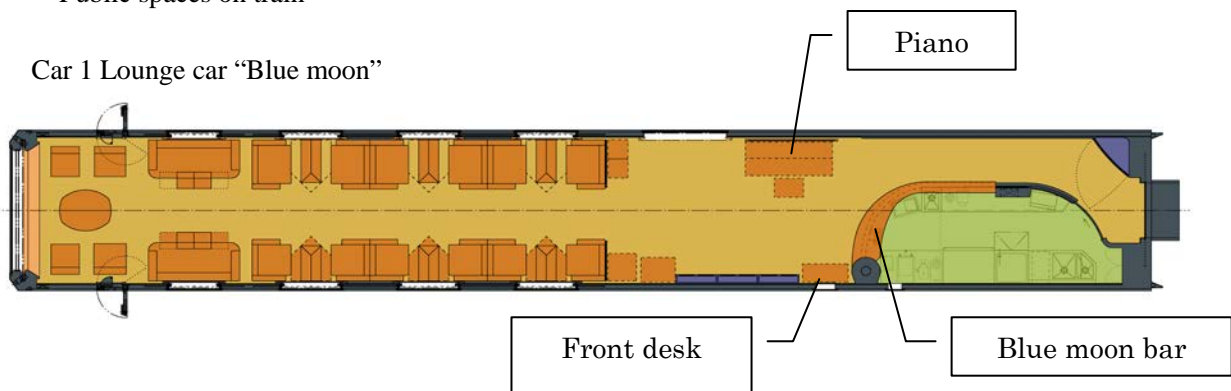 Public spaces on train
Piano
Car 1 Lounge car “Blue moon”
Front desk
Blue moon bar